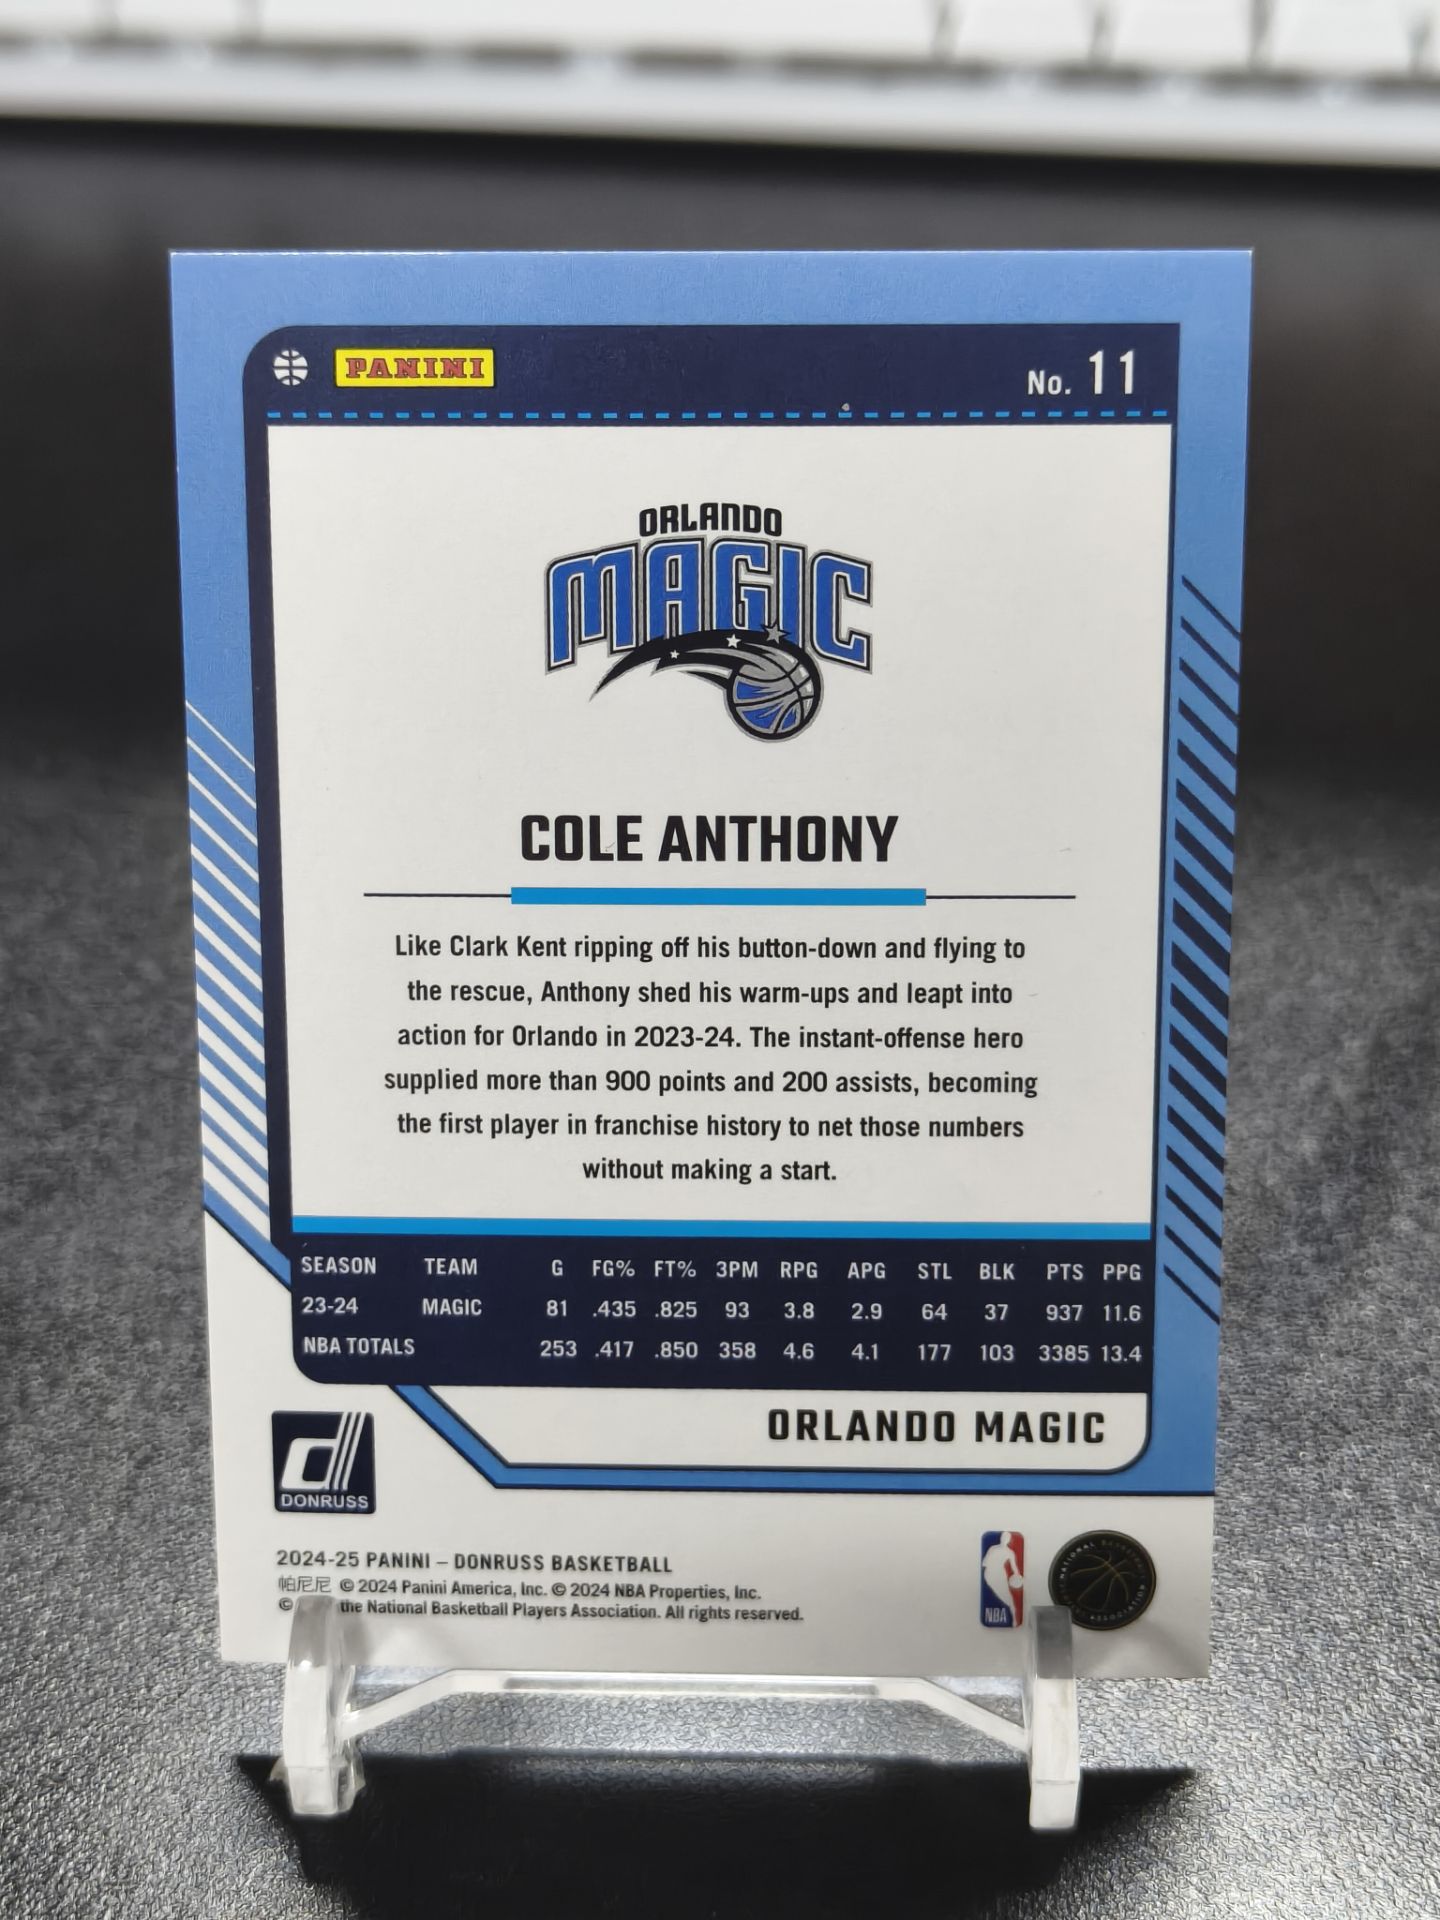 PANINI
No. 11
ORLANDO
MAGIC
COLE ANTHONY
Like Clark Kent ripping off his button-down and flying to
the rescue, Anthony shed his warm-ups and leapt into
action for Orlando in 2023-24. The instant-offense hero
supplied more than 900 points and 200 assists, becoming
the first player in franchise history to net those numbers
without making a start.
SEASON TEAM G FG% FT% 3PM RPG APG STL BLK PTS PPG
23-24 MAGIC 81 .435 .825 93 3.8 2.9 64 37 937 11.6
NBA TOTALS 253 .417 .850 358 4.6 4.1 177 103 3385 13.4
ORLANDO MAGIC
DONRUSS
2024-25 PANINI – DONRUSS BASKETBALL
帕尼尼 © 2024 Panini America, Inc. © 2024 NBA Properties, Inc.
© the National Basketball Players Association. All rights reserved.
NBA
NATIONAL BASKETBALL
ASSOCIATION